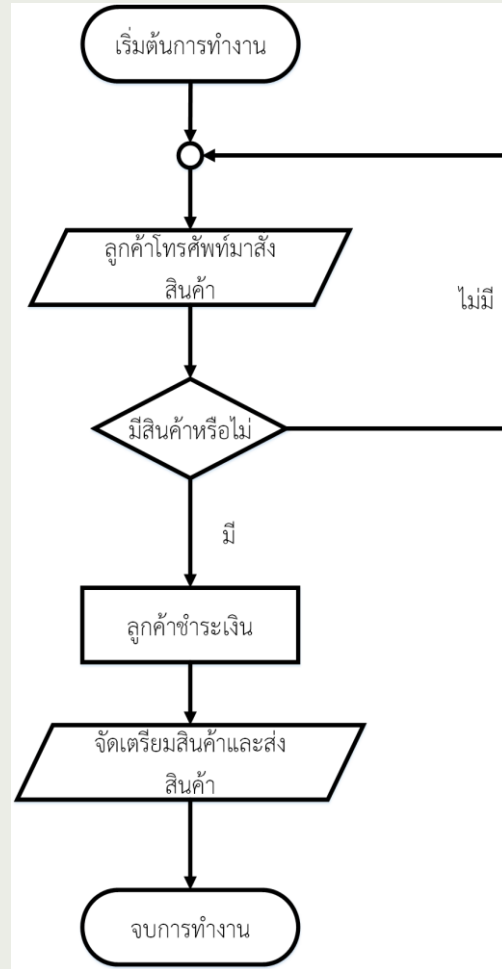 เริ่มต้นการทำงาน
ลูกค้าโทรศัพท์มาสั่ง
สินค้า
ไม่มี
มีสินค้าหรือไม่
มี
ลูกค้าชำระเงิน
จัดเตรียมสินค้าและส่ง
สินค้า
จบการทำงาน